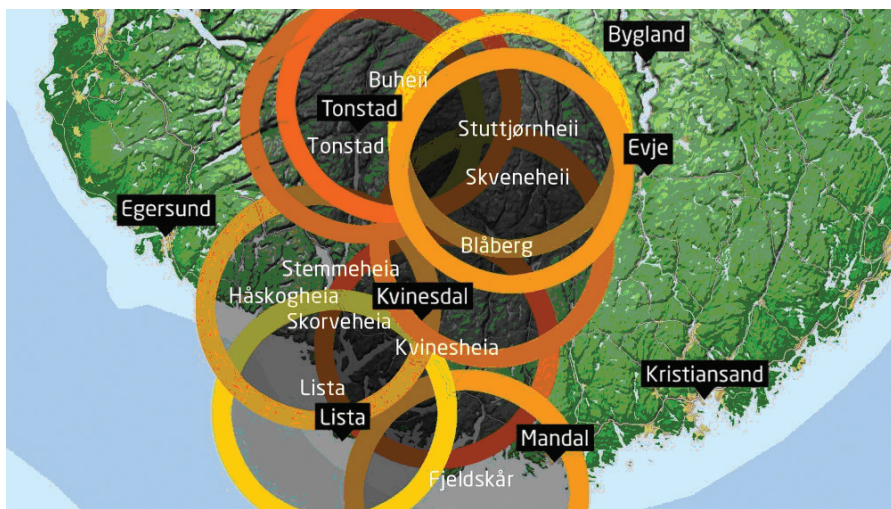 Bygland
Buheii
Tonstad
Stuttjørnheii
Tonstad
Evje
Skveneheii
Egersund
Blåberg
Stemmeheia
Håskogheia
Kvinesdal
Skorveheia
Kvinesheia
Kristiansand
Lista
Lista
Mandal
Fjeldskår